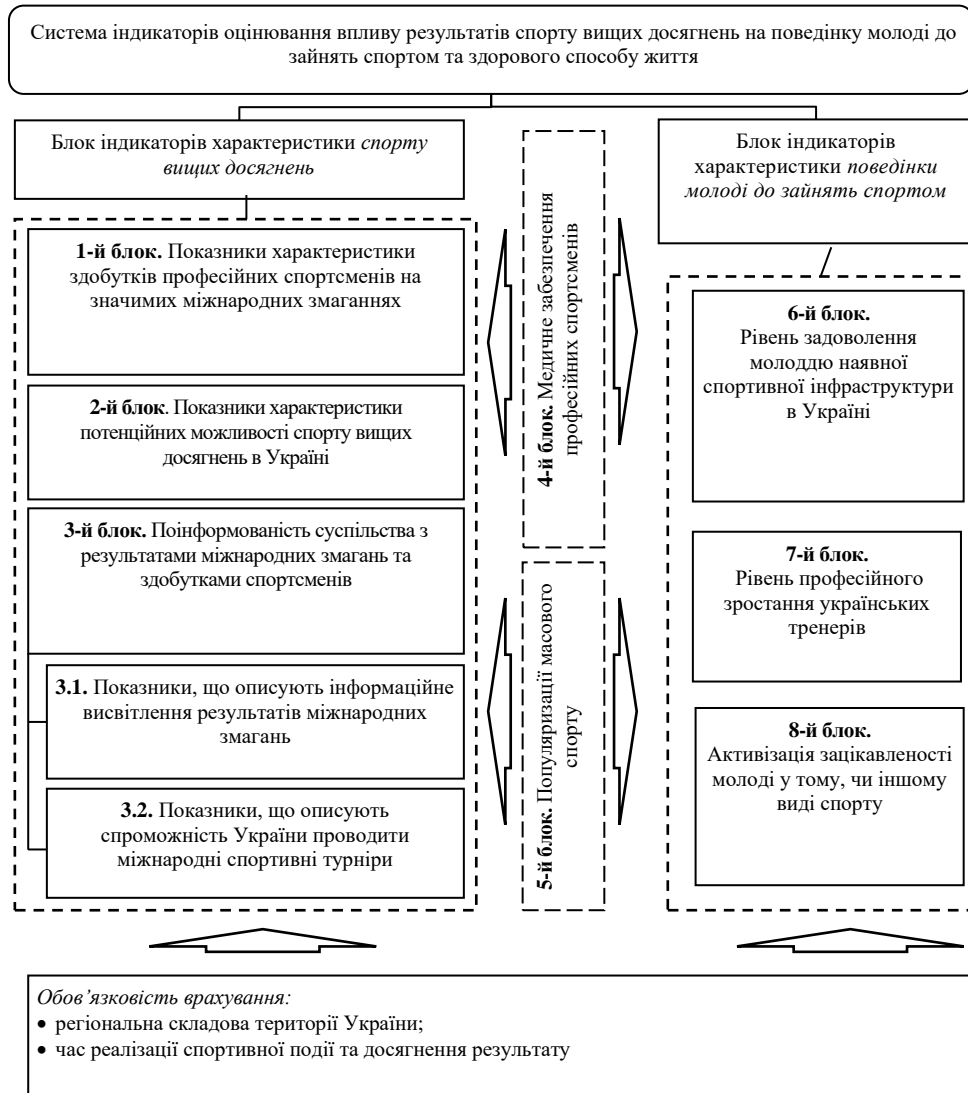 Система індикаторів оцінювання впливу результатів спорту вищих досягнень на поведінку молоді до
зайнять спортом та здорового способу життя
Блок індикаторів характеристики спорту
вищих досягнень
1-й блок. Показники характеристики
здобутків професійних спортсменів на
значимих міжнародних змаганнях
2-й блок. Показники характеристики
потенційних можливості спорту вищих
досягнень в Україні
3-й блок. Поінформованість суспільства з
результатами міжнародних змагань та
здобутками спортсменів
3.1. Показники, що описують інформаційне
висвітлення результатів міжнародних
змагань
3.2. Показники, що описують
спроможність України проводити
міжнародні спортивні турніри
4-й блок. Медичне забезпечення
професійних спортсменів
5-й блок. Популяризації масового
спорту
Блок індикаторів
характеристики поведінки
молоді до зайнять спортом
6-й блок.
Рівень задоволення
молоддю наявної
спортивної інфраструктури
в Україні
7-й блок.
Рівень професійного
зростання українських
тренерів
8-й блок.
Активізація зацікавленості
молоді у тому, чи іншому
виді спорту
Обов’язковість врахування:
• регіональна складова території України;
• час реалізації спортивної події та досягнення результату